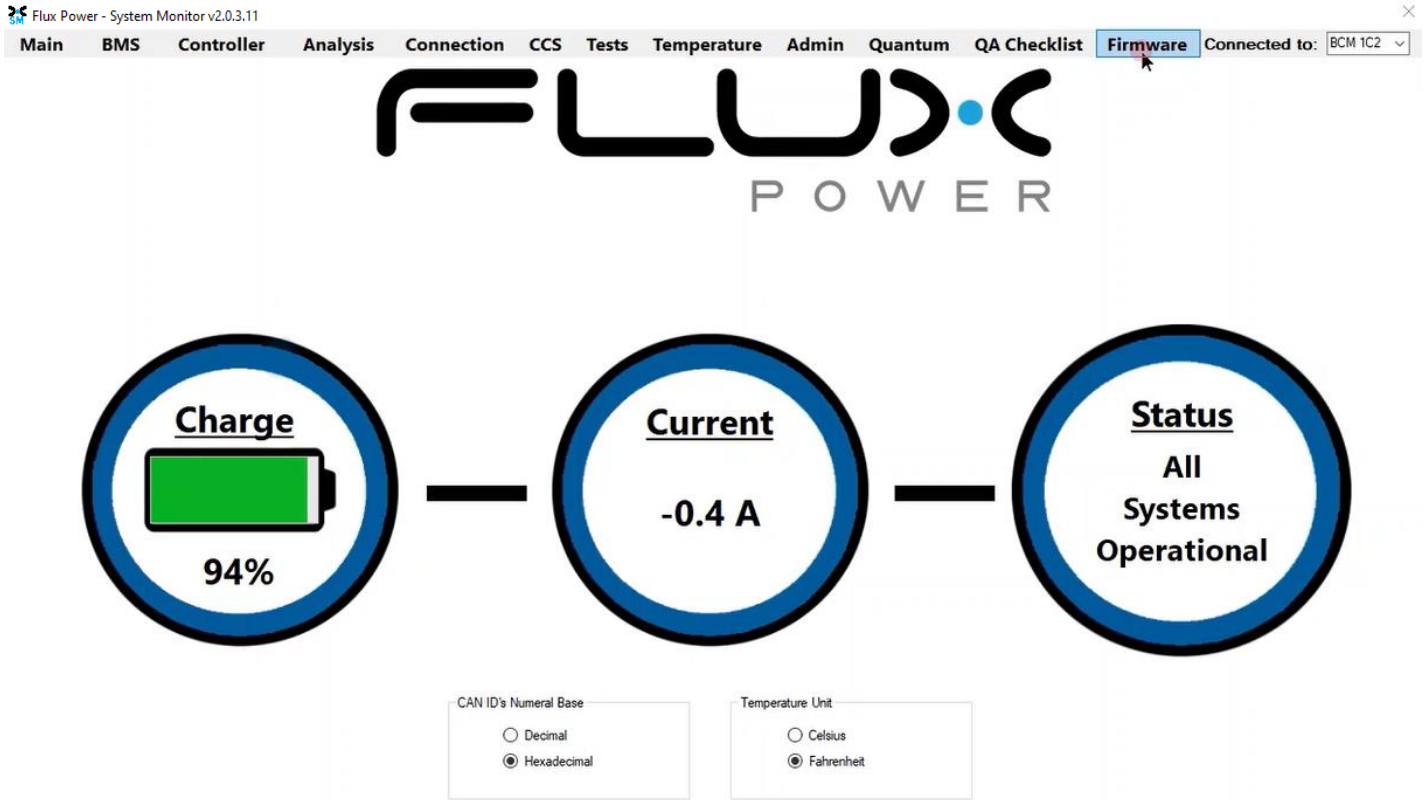 SM
Flux Power - System Monitor v2.0.3.11
Main BMS Controller Analysis Connection CCS Tests Temperature Admin Quantum QA Checklist Firmware Connected to: BCM 1C2
FLUX
POWER
Charge
94%
Current
-0.4 A
Status
All
Systems
Operational
CAN ID's Numeral Base
Decimal
Hexadecimal
Temperature Unit
Celsius
Fahrenheit